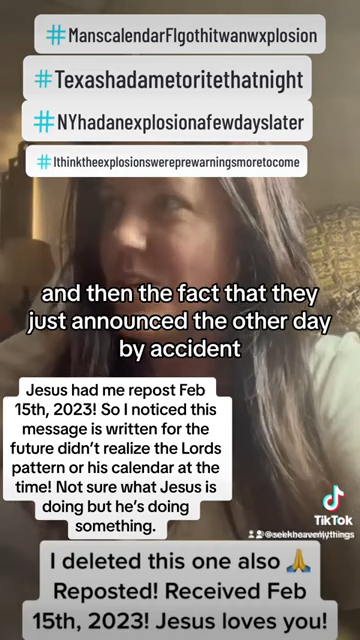 #ManscalendarFlgothitwanwxplosion
#Texashadametoritethatnight
#NYhadanexplosionafewdayslater
#Ithinktheexplosionswereprewarningsmoretocome
and then the fact that they
just announced the other day
by accident
Jesus had me repost Feb
15th, 2023! So I noticed this
message is written for the
future didn’t realize the Lords
pattern or his calendar at the
time! Not sure what Jesus is
doing but he’s doing
something.
TikTok
@seekheavenlythings
I deleted this one also 🙏
Reposted! Received Feb
15th, 2023! Jesus loves you!